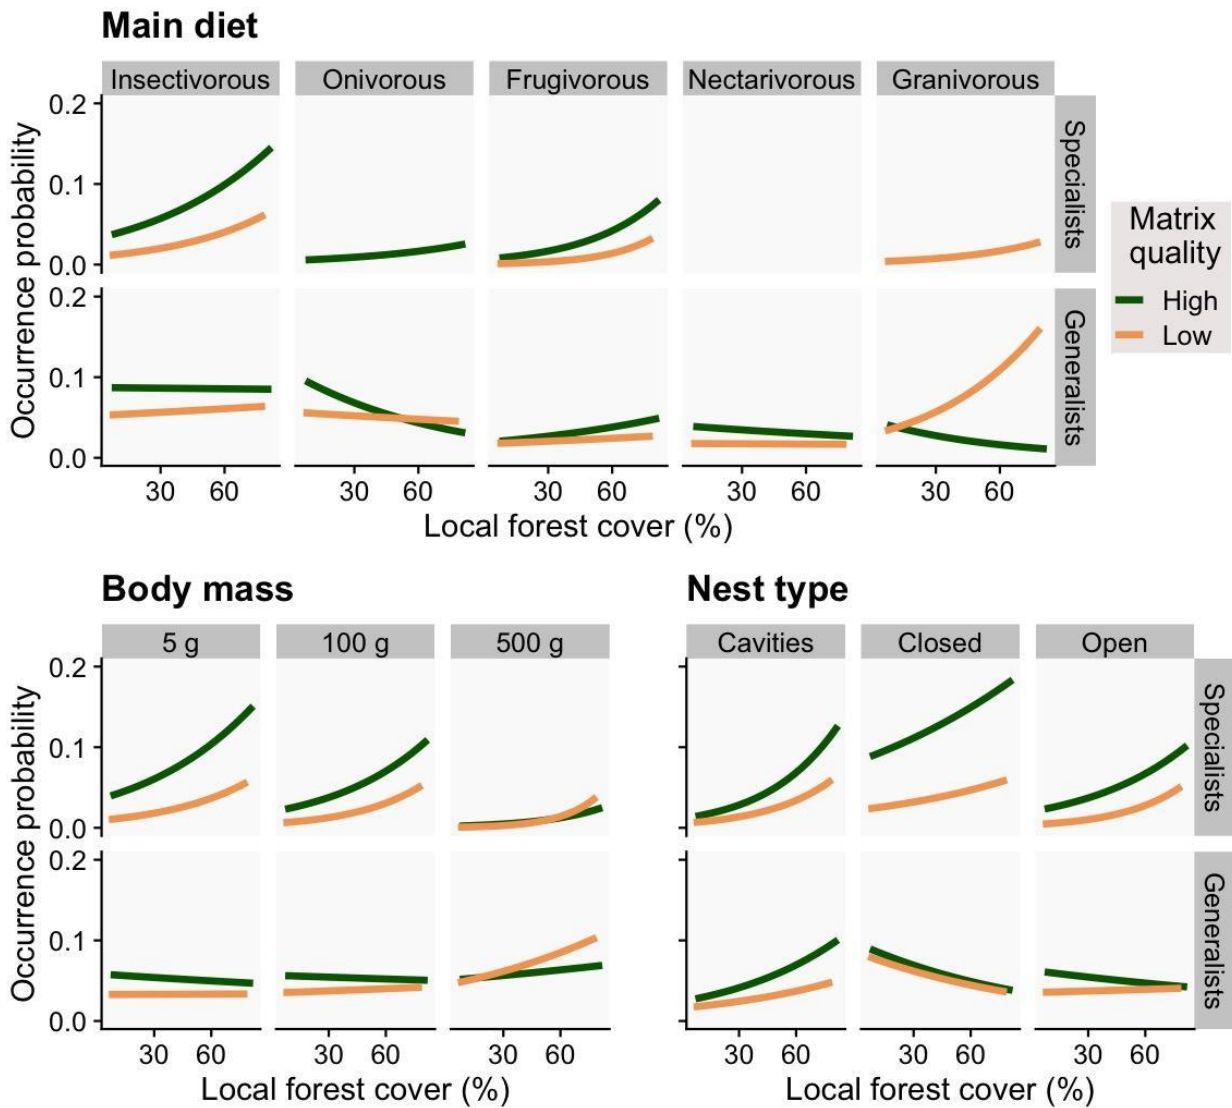 Main diet
Insectivorous Onivorous Frugivorous Nectarivorous Granivorous
Occurrence probability
0.2
0.1
0.0
Specialists
0.2
0.1
0.0
Generalists
30 60 30 60 30 60 30 60 30 60
Local forest cover (%)
Matrix
quality
High
Low
Body mass
5 g 100 g 500 g
Occurrence probability
0.2
0.1
0.0
0.2
0.1
0.0
30 60 30 60 30 60
Local forest cover (%)
Nest type
Cavities Closed Open
Specialists
Generalists
30 60 30 60 30 60
Local forest cover (%)